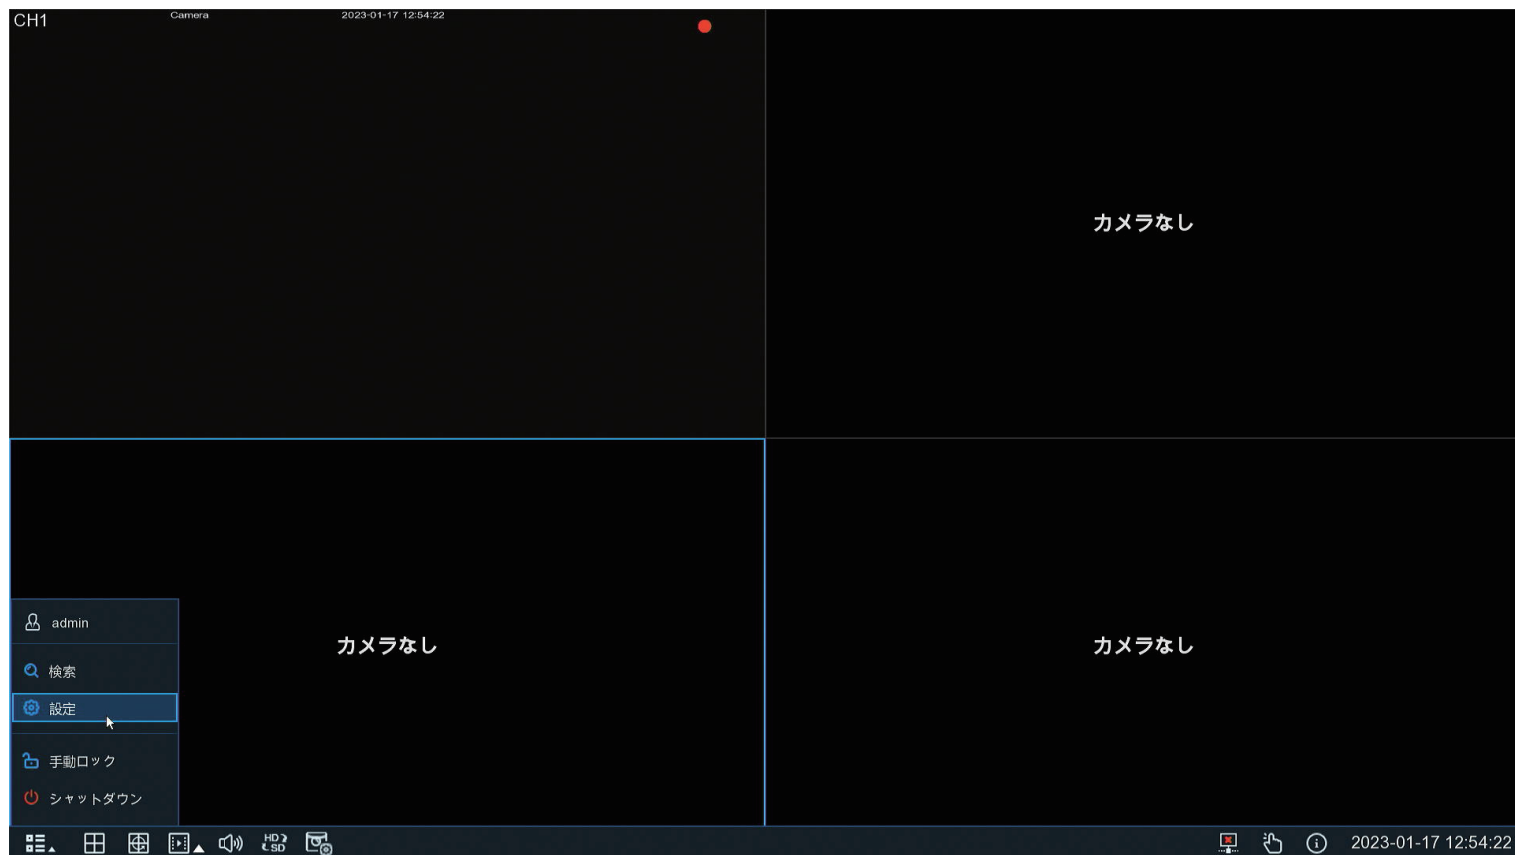 CH1 Camera 2023-01-17 12:54:22
カメラなし
カメラなし
カメラなし
admin
検索
設定
手動ロック
シャットダウン
HD SD
2023-01-17 12:54:22